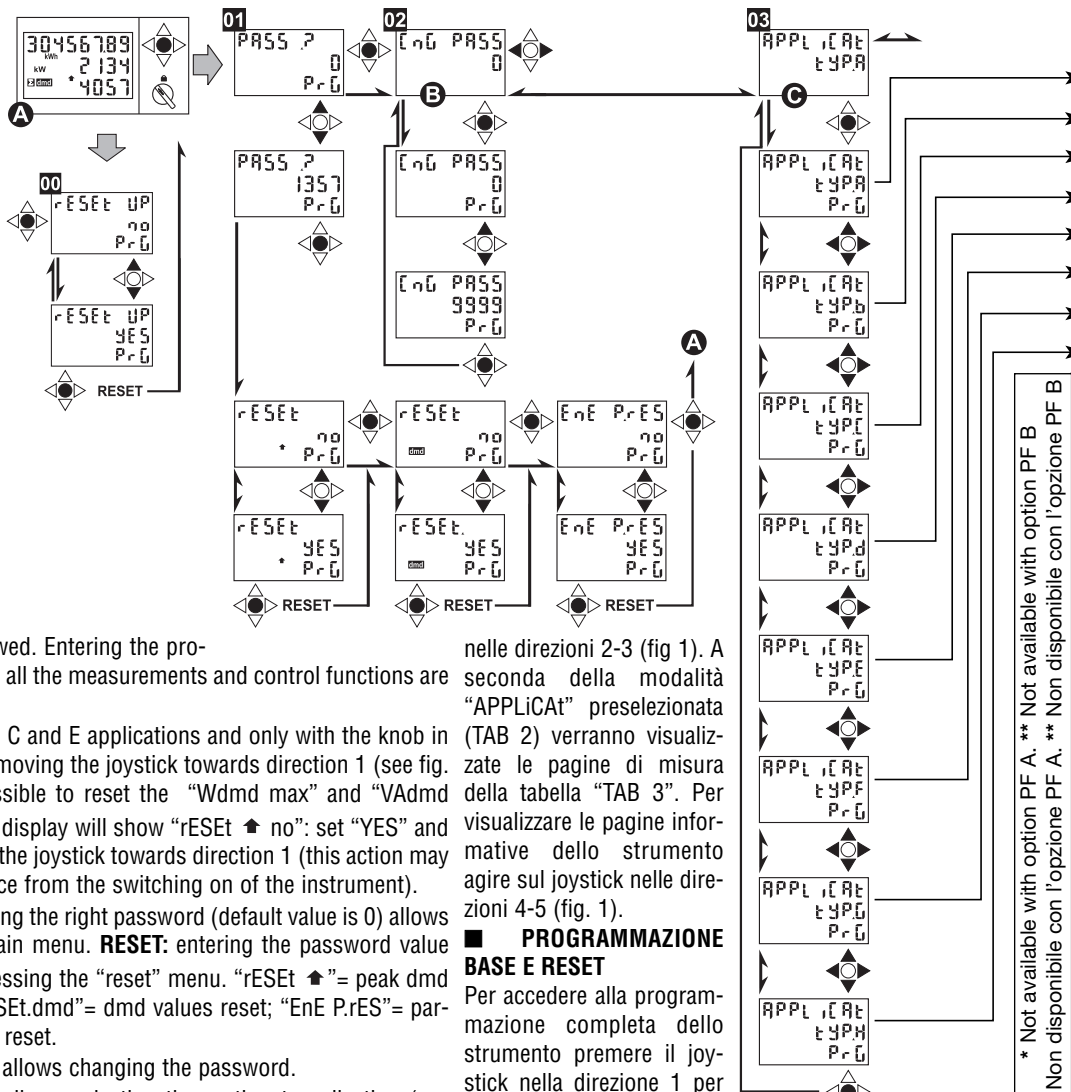 01
02
03
30456789
kWh
kW
2134
Σ dmd
4057
A
PASS .?
0
PrG
CnG PASS
0
B
APPLiCAt
tYP.A
C
PASS ?
1357
PrG
CnG PASS
0
PrG
APPLiCAt
tYP.A
PrG
00
rESEt UP
no
PrG
CnG PASS
9999
PrG
APPLiCAt
tYP.b
PrG
rESEt UP
YES
PrG
RESET
A
rESEt
no
PrG
rESEt
no
dmd
PrG
EnE P.rES
no
PrG
APPLiCAt
tYP.C
PrG
rESEt
YES
PrG
rESEt.
YES
dmd
PrG
EnE P.rES
YES
PrG
APPLiCAt
tYP.d
PrG
RESET
RESET
RESET
APPLiCAt
tYP.E
PrG
APPLiCAt
tYP.F
PrG
APPLiCAt
tYP.G
PrG
APPLiCAt
tYP.H
PrG
wed. Entering the pro-
all the measurements and control functions are
C and E applications and only with the knob in
moving the joystick towards direction 1 (see fig.
ssible to reset the “Wdmd max” and “VAdmd
display will show “rESEt ⬆ no”: set “YES” and
the joystick towards direction 1 (this action may
ce from the switching on of the instrument).
ng the right password (default value is 0) allows
ain menu. RESET: entering the password value
essing the “reset” menu. “rESEt ⬆”= peak dmd
SEt.dmd”= dmd values reset; “EnE P.rES”= par-
reset.
allows changing the password.
nelle direzioni 2-3 (fig 1). A
seconda della modalità
“APPLiCAt” preselezionata
(TAB 2) verranno visualiz-
zate le pagine di misura
della tabella “TAB 3”. Per
visualizzare le pagine infor-
mative dello strumento
agire sul joystick nelle dire-
zioni 4-5 (fig. 1).
■ PROGRAMMAZIONE
BASE E RESET
Per accedere alla program-
mazione completa dello
strumento premere il joy-
stick nella direzione 1 per
* Not available with option PF A. ** Not available with option PF B
Non disponibile con l’opzione PF A. ** Non disponibile con l’opzione PF B